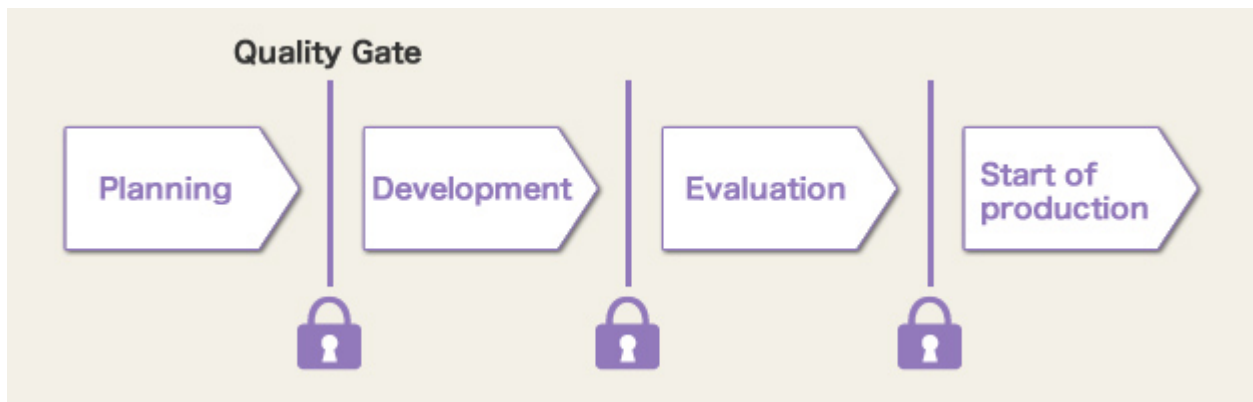 Quality Gate
Planning
Development
Evaluation
Start of
production